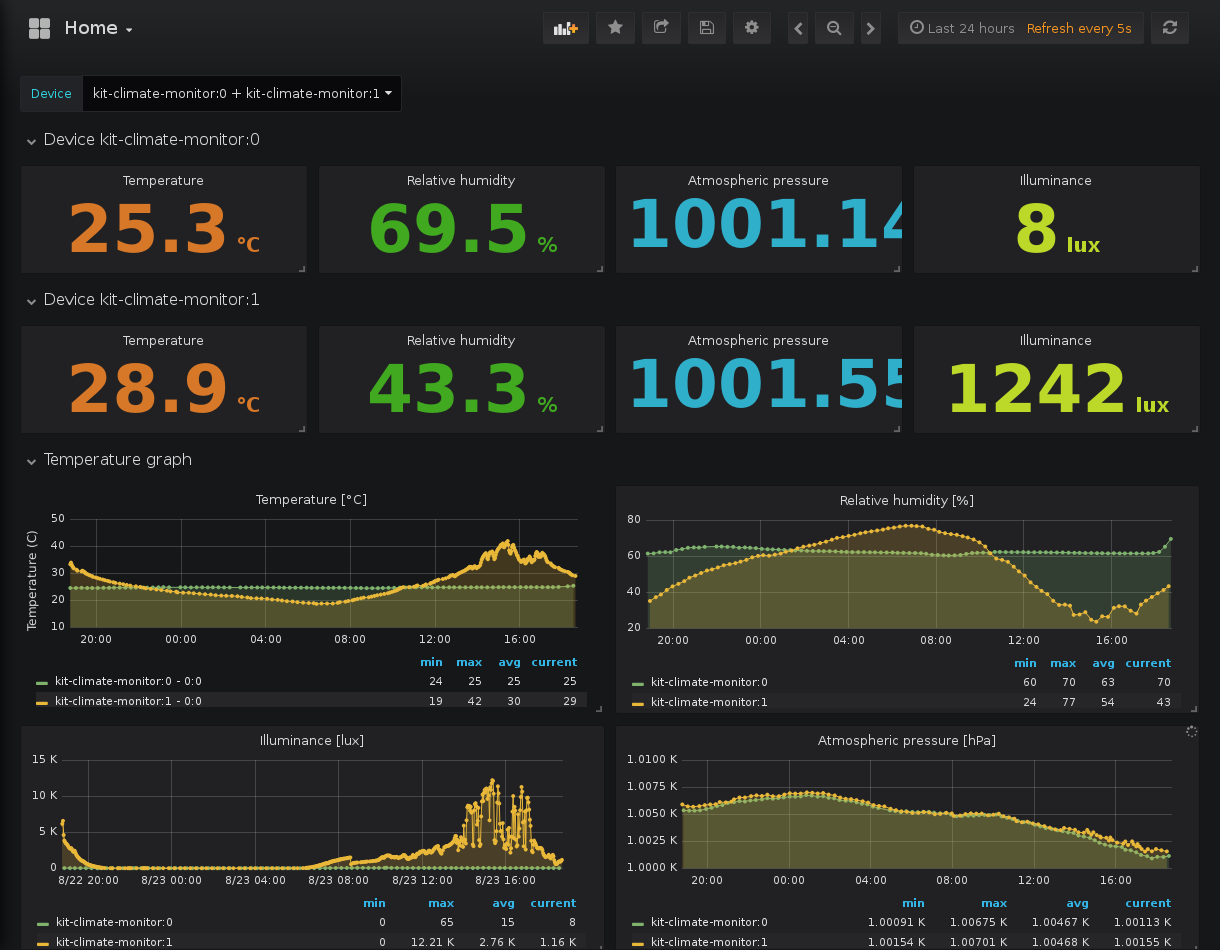 Home
Last 24 hours Refresh every 5s
Device kit-climate-monitor:0 + kit-climate-monitor:1
Device kit-climate-monitor:0
Temperature Relative humidity Atmospheric pressure Illuminance
25.3 °C 69.5 % 1001.14 8 lux
Device kit-climate-monitor:1
Temperature Relative humidity Atmospheric pressure Illuminance
28.9 °C 43.3 % 1001.55 1242 lux
Temperature graph
Temperature [°C]
Temperature (C)
50
40
30
20
10
20:00 00:00 04:00 08:00 12:00 16:00
min max avg current
kit-climate-monitor:0 - 0:0 24 25 25 25
kit-climate-monitor:1 - 0:0 19 42 30 29
Relative humidity [%]
80
60
40
20
20:00 00:00 04:00 08:00 12:00 16:00
min max avg current
kit-climate-monitor:0 60 70 63 70
kit-climate-monitor:1 24 77 54 43
Illuminance [lux]
15 K
10 K
5 K
0
8/22 20:00 8/23 00:00 8/23 04:00 8/23 08:00 8/23 12:00 8/23 16:00
min max avg current
kit-climate-monitor:0 0 65 15 8
kit-climate-monitor:1 0 12.21 K 2.76 K 1.16 K
Atmospheric pressure [hPa]
1.0100 K
1.0075 K
1.0050 K
1.0025 K
1.0000 K
20:00 00:00 04:00 08:00 12:00 16:00
min max avg current
kit-climate-monitor:0 1.00091 K 1.00675 K 1.00467 K 1.00113 K
kit-climate-monitor:1 1.00154 K 1.00701 K 1.00468 K 1.00155 K